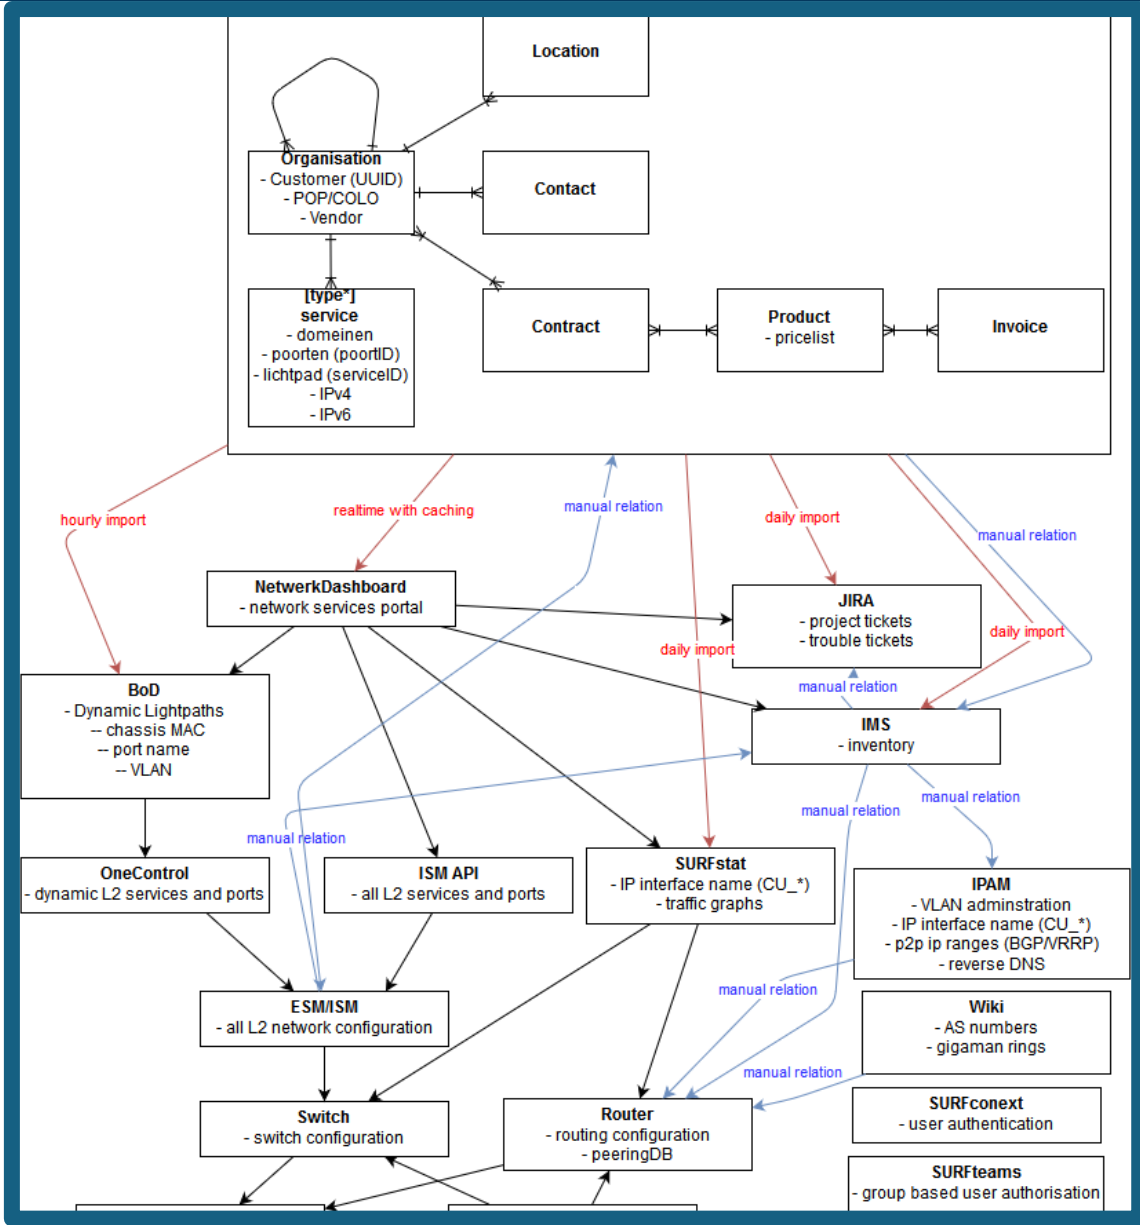 Location
Organisation
- Customer (UUID)
- POP/COLO
- Vendor
Contact
[type*]
service
- domeinen
- poorten (poortID)
- lichtpad (serviceID)
- IPv4
- IPv6
Contract
Product
- pricelist
Invoice
hourly import
realtime with caching
manual relation
daily import
manual relation
NetwerkDashboard
- network services portal
JIRA
- project tickets
- trouble tickets
daily import
daily import
manual relation
BoD
- Dynamic Lightpaths
-- chassis MAC
-- port name
-- VLAN
IMS
- inventory
manual relation
manual relation
manual relation
OneControl
- dynamic L2 services and ports
ISM API
- all L2 services and ports
SURFstat
- IP interface name (CU_*)
- traffic graphs
IPAM
- VLAN adminstration
- IP interface name (CU_*)
- p2p ip ranges (BGP/VRRP)
- reverse DNS
manual relation
ESM/ISM
- all L2 network configuration
Wiki
- AS numbers
- gigaman rings
manual relation
Switch
- switch configuration
Router
- routing configuration
- peeringDB
SURFconext
- user authentication
SURFteams
- group based user authorisation